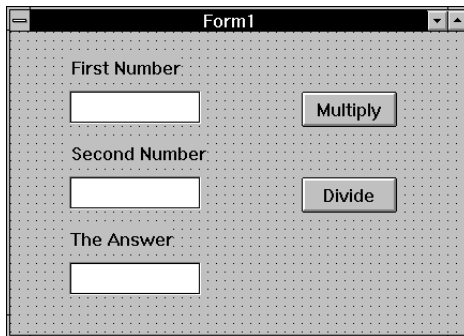 Form1
First Number
Multiply
Second Number
Divide
The Answer